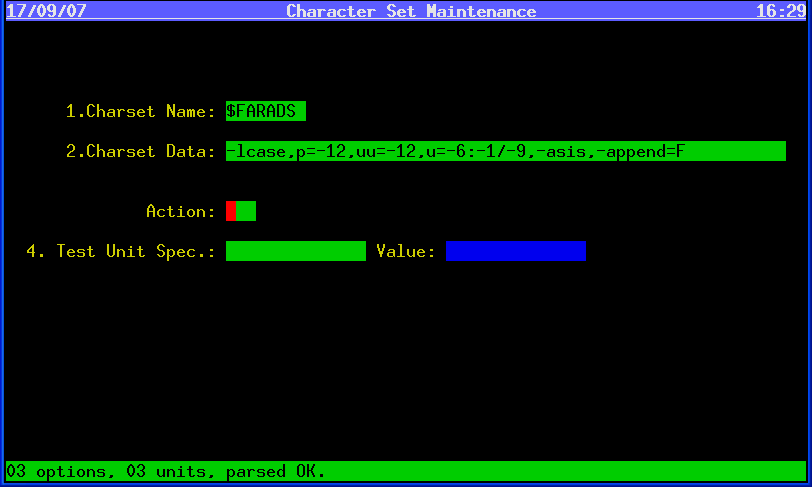 17/09/07 Character Set Maintenance 16:29
1.Charset Name: $FARADS
2.Charset Data: -lcase,p=-12,uu=-12,u=-6:-1/-9,-asis,-append=F
Action:
4. Test Unit Spec.: Value:
03 options, 03 units, parsed OK.